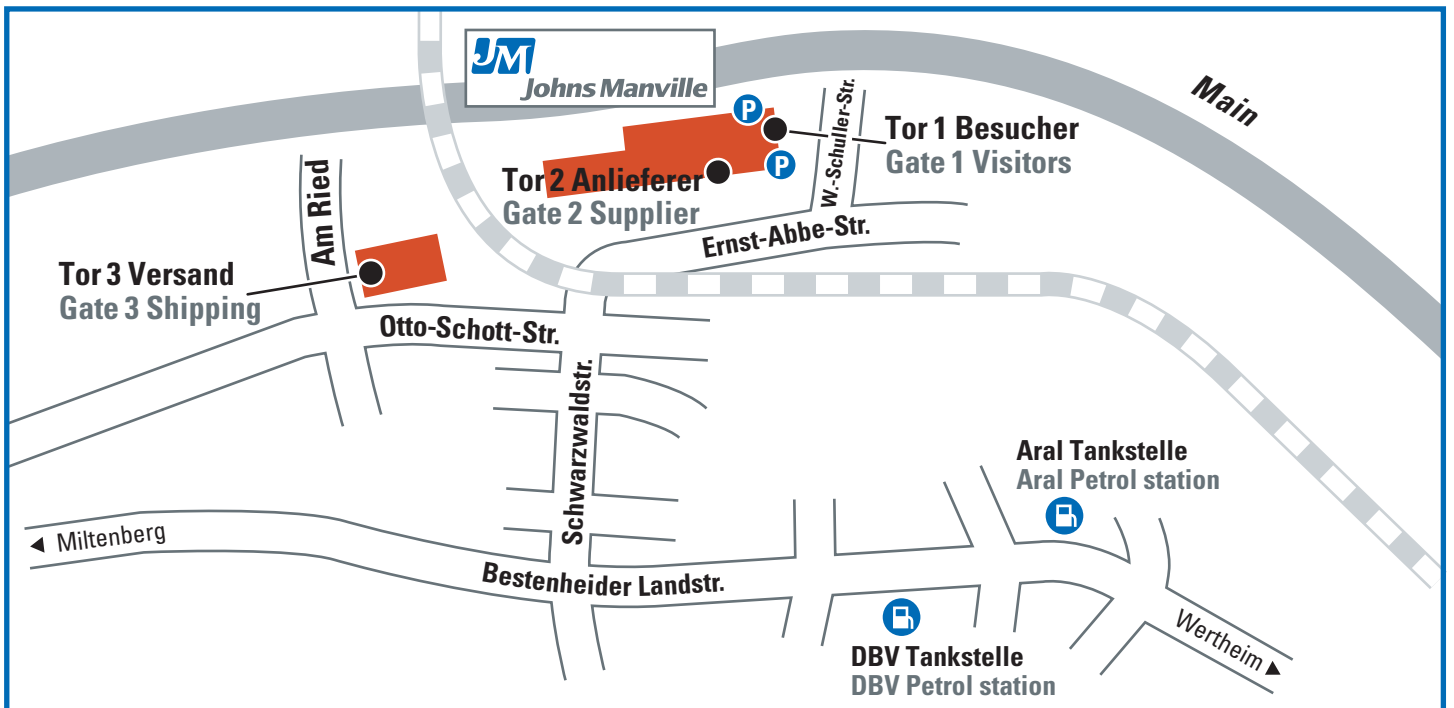 JM
Johns Manville
Main
W.-Schuller-Str.
Tor 1 Besucher
Gate 1 Visitors
P
P
Tor 2 Anlieferer
Gate 2 Supplier
Ernst-Abbe-Str.
Am Ried
Tor 3 Versand
Gate 3 Shipping
Otto-Schott-Str.
Schwarzwaldstr.
Aral Tankstelle
Aral Petrol station
Miltenberg
Bestenheider Landstr.
Wertheim
DBV Tankstelle
DBV Petrol station